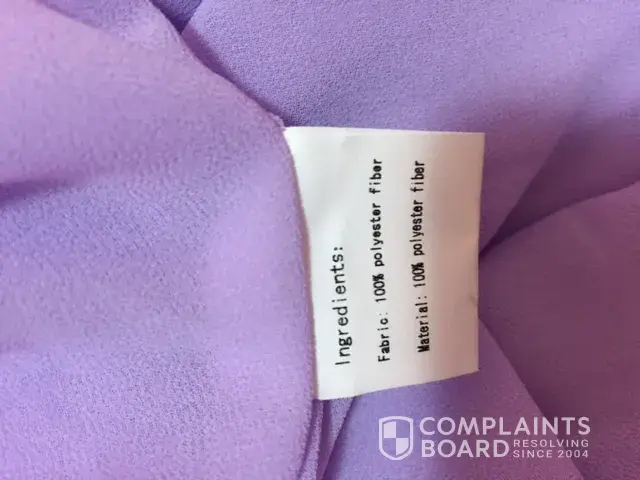 Ingredients:
Fabric: 100% polyester fiber
Material: 100% polyester fiber
COMPLAINTS
BOARD RESOLVING
SINCE 2004